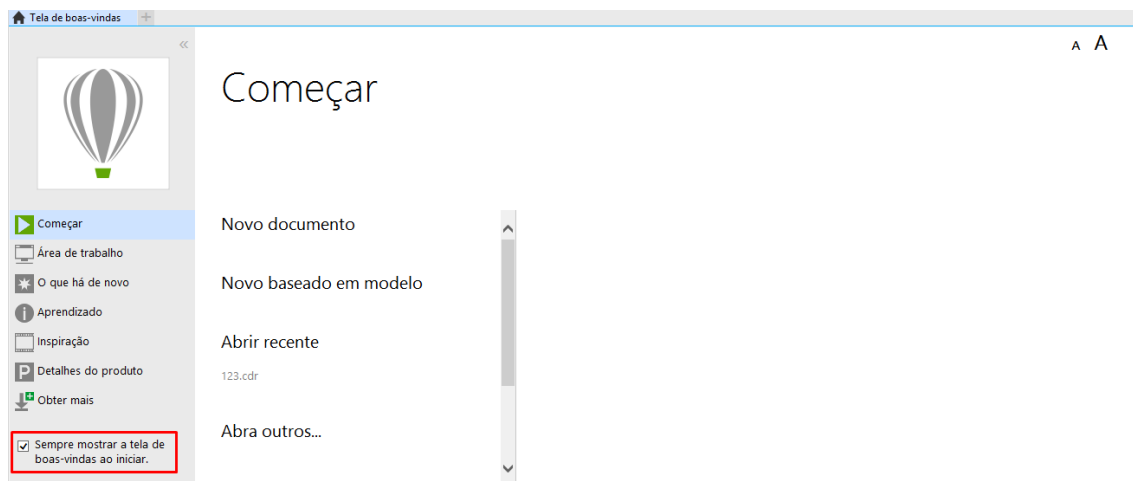 Tela de boas-vindas +
«
A A
Começar
Começar
Área de trabalho
O que há de novo
Aprendizado
Inspiração
P Detalhes do produto
Obter mais
Sempre mostrar a tela de
boas-vindas ao iniciar.
Novo documento
Novo baseado em modelo
Abrir recente
123.cdr
Abra outros...